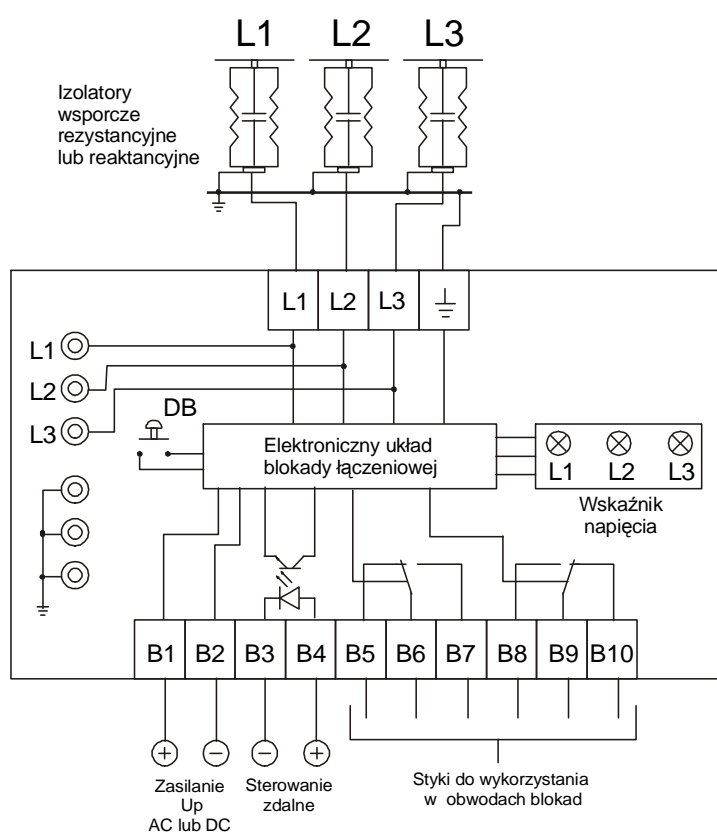 L1 L2 L3
Izolatory
wsporcze
rezystancyjne
lub reaktancyjne
L1 L2 L3
L1
L2
L3
DB
Elektroniczny układ
blokady łączeniowej
L1 L2 L3
Wskaźnik
napięcia
B1 B2 B3 B4 B5 B6 B7 B8 B9 B10
+ − − +
Zasilanie
Up
AC lub DC
Sterowanie
zdalne
Styki do wykorzystania
w obwodach blokad